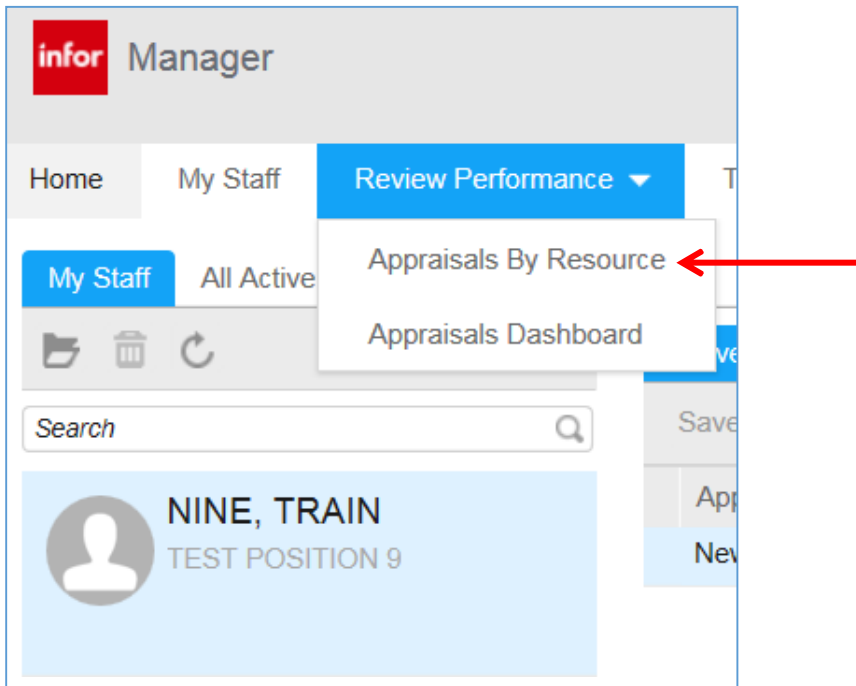 infor Manager
Home My Staff Review Performance
My Staff All Active
Appraisals By Resource
Appraisals Dashboard
Search
Save
NINE, TRAIN
TEST POSITION 9